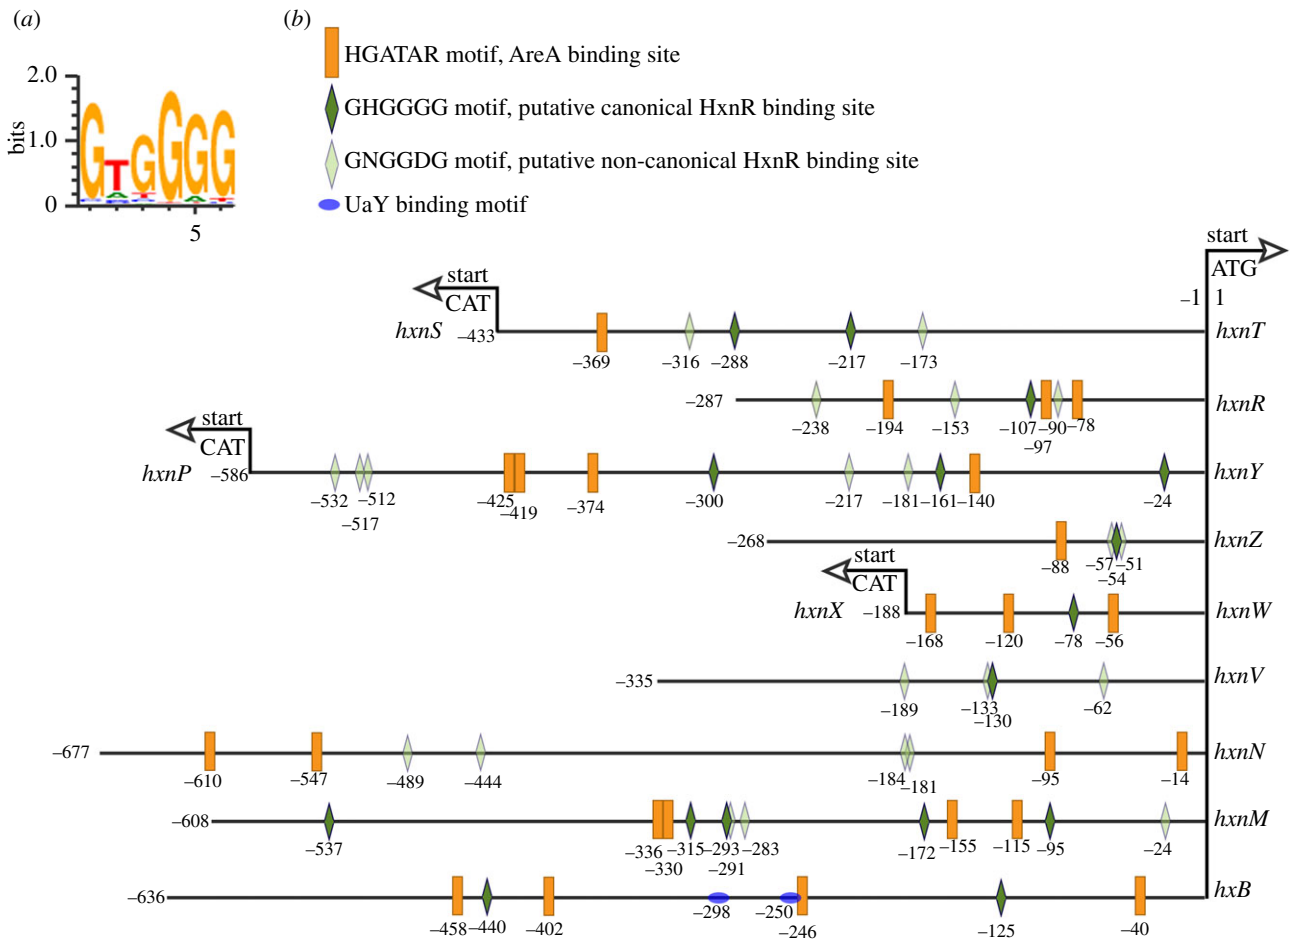 (a)
(b)
2.0
1.0
0
bits
5
GTGGGG
HGATAR motif, AreA binding site
GHGGGG motif, putative canonical HxnR binding site
GNGGDG motif, putative non-canonical HxnR binding site
UaY binding motif
start
ATG
–1 1
start
CAT
hxnS –433 hxnT
–369 –316 –288 –217 –173
–287 hxnR
–238 –194 –153 –107 –90 –78
–97
start
CAT
hxnP –586 hxnY
–532 –512 –425 –374 –300 –217 –181 –161 –140 –24
–517 –419
–268 hxnZ
–88 –57 –51
–54
start
CAT
hxnX –188 hxnW
–168 –120 –78 –56
–335 hxnV
–189 –133 –62
–130
–677 hxnN
–610 –547 –489 –444 –184 –95 –14
–181
–608 hxnM
–537 –336 –315 –293 –283 –172 –155 –115 –95 –24
–330 –291
–636 hxB
–458 –440 –402 –298 –250 –125 –40
–246